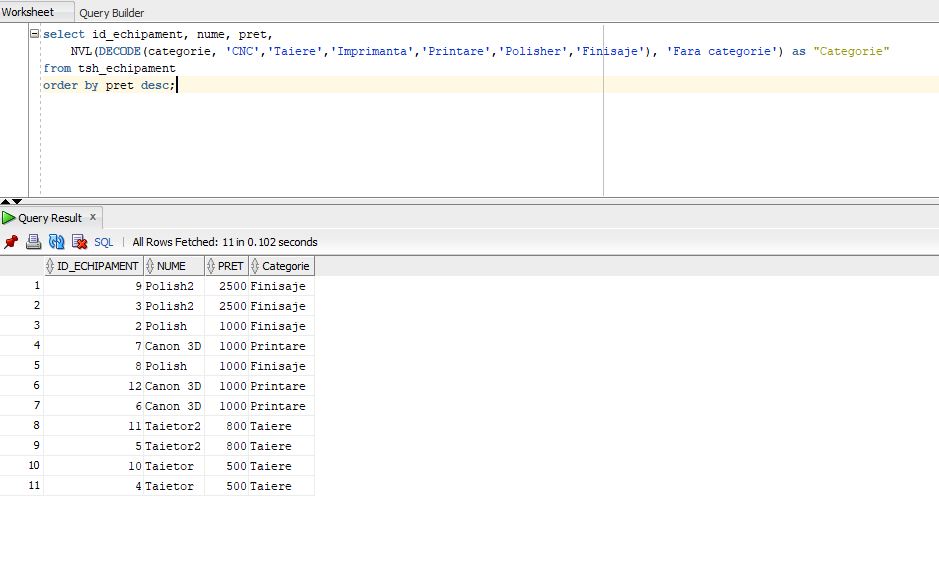 Worksheet Query Builder
select id_echipament, nume, pret,
NVL(DECODE(categorie, 'CNC','Taiere','Imprimanta','Printare','Polisher','Finisaje'), 'Fara categorie') as "Categorie"
from tsh_echipament
order by pret desc;
Query Result x
SQL | All Rows Fetched: 11 in 0.102 seconds
ID_ECHIPAMENT NUME PRET Categorie
1 9 Polish2 2500 Finisaje
2 3 Polish2 2500 Finisaje
3 2 Polish 1000 Finisaje
4 7 Canon 3D 1000 Printare
5 8 Polish 1000 Finisaje
6 12 Canon 3D 1000 Printare
7 6 Canon 3D 1000 Printare
8 11 Taietor2 800 Taiere
9 5 Taietor2 800 Taiere
10 10 Taietor 500 Taiere
11 4 Taietor 500 Taiere